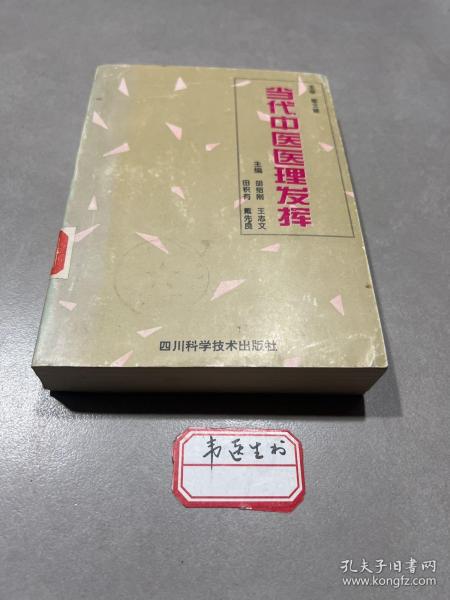 当代中医医理发挥
主编
胡绍刚 王志文
田积有 戴先良
四川科学技术出版社
韦医生书
孔夫子旧书网
www.kongfz.com